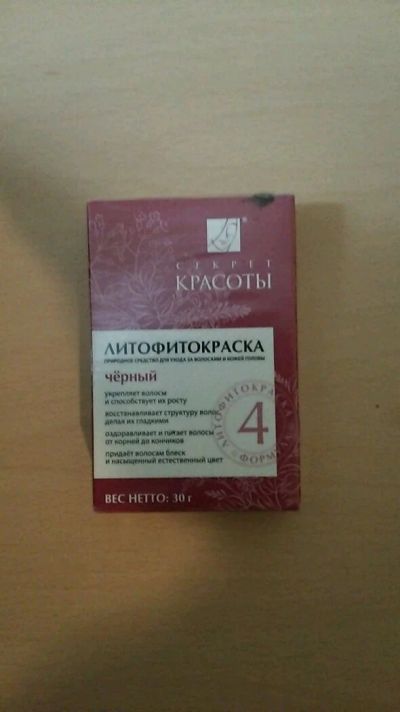 СЕКРЕТ
КРАСОТЫ
ЛИТОФИТОКРАСКА
ПРИРОДНОЕ СРЕДСТВО ДЛЯ УХОДА ЗА ВОЛОСАМИ И КОЖЕЙ ГОЛОВЫ
чёрный
укрепляет волосы
и способствует их росту
восстанавливает структуру волос
делая их гладкими
оздоравливает и питает волосы
от корней до кончиков
придаёт волосам блеск
и насыщенный естественный цвет
ЛИТОФИТОКРАСКА
4
ФОРМУЛА
ВЕС НЕТТО: 30 г